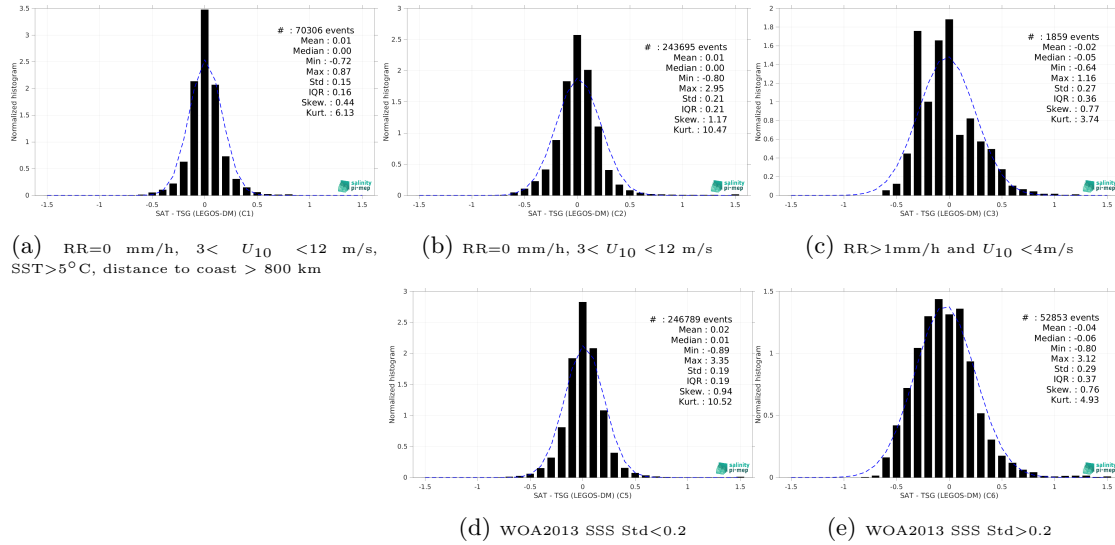 Normalized histogram
3.5
3
2.5
2
1.5
1
0.5
0
-1.5 -1 -0.5 0 0.5 1 1.5
SAT - TSG (LEGOS-DM) (C1)
# : 70306 events
Mean : 0.01
Median : 0.00
Min : -0.72
Max : 0.87
Std : 0.15
IQR : 0.16
Skew. : 0.44
Kurt. : 6.13
salinity
pi-mep
(a) RR=0 mm/h, 3< U10 <12 m/s,
SST>5°C, distance to coast > 800 km
Normalized histogram
3
2.5
2
1.5
1
0.5
0
-1.5 -1 -0.5 0 0.5 1 1.5
SAT - TSG (LEGOS-DM) (C2)
# : 243695 events
Mean : 0.01
Median : 0.00
Min : -0.80
Max : 2.95
Std : 0.21
IQR : 0.21
Skew. : 1.17
Kurt. : 10.47
salinity
pi-mep
(b) RR=0 mm/h, 3< U10 <12 m/s
Normalized histogram
2
1.8
1.6
1.4
1.2
1
0.8
0.6
0.4
0.2
0
-1.5 -1 -0.5 0 0.5 1 1.5
SAT - TSG (LEGOS-DM) (C3)
# : 1859 events
Mean : -0.02
Median : -0.05
Min : -0.64
Max : 1.16
Std : 0.27
IQR : 0.36
Skew. : 0.77
Kurt. : 3.74
salinity
pi-mep
(c) RR>1mm/h and U10 <4m/s
Normalized histogram
3
2.5
2
1.5
1
0.5
0
-1.5 -1 -0.5 0 0.5 1 1.5
SAT - TSG (LEGOS-DM) (C5)
# : 246789 events
Mean : 0.02
Median : 0.01
Min : -0.89
Max : 3.35
Std : 0.19
IQR : 0.19
Skew. : 0.94
Kurt. : 10.52
salinity
pi-mep
(d) WOA2013 SSS Std<0.2
Normalized histogram
1.5
1
0.5
0
-1.5 -1 -0.5 0 0.5 1 1.5
SAT - TSG (LEGOS-DM) (C6)
# : 52853 events
Mean : -0.04
Median : -0.06
Min : -0.80
Max : 3.12
Std : 0.29
IQR : 0.37
Skew. : 0.76
Kurt. : 4.93
salinity
pi-mep
(e) WOA2013 SSS Std>0.2